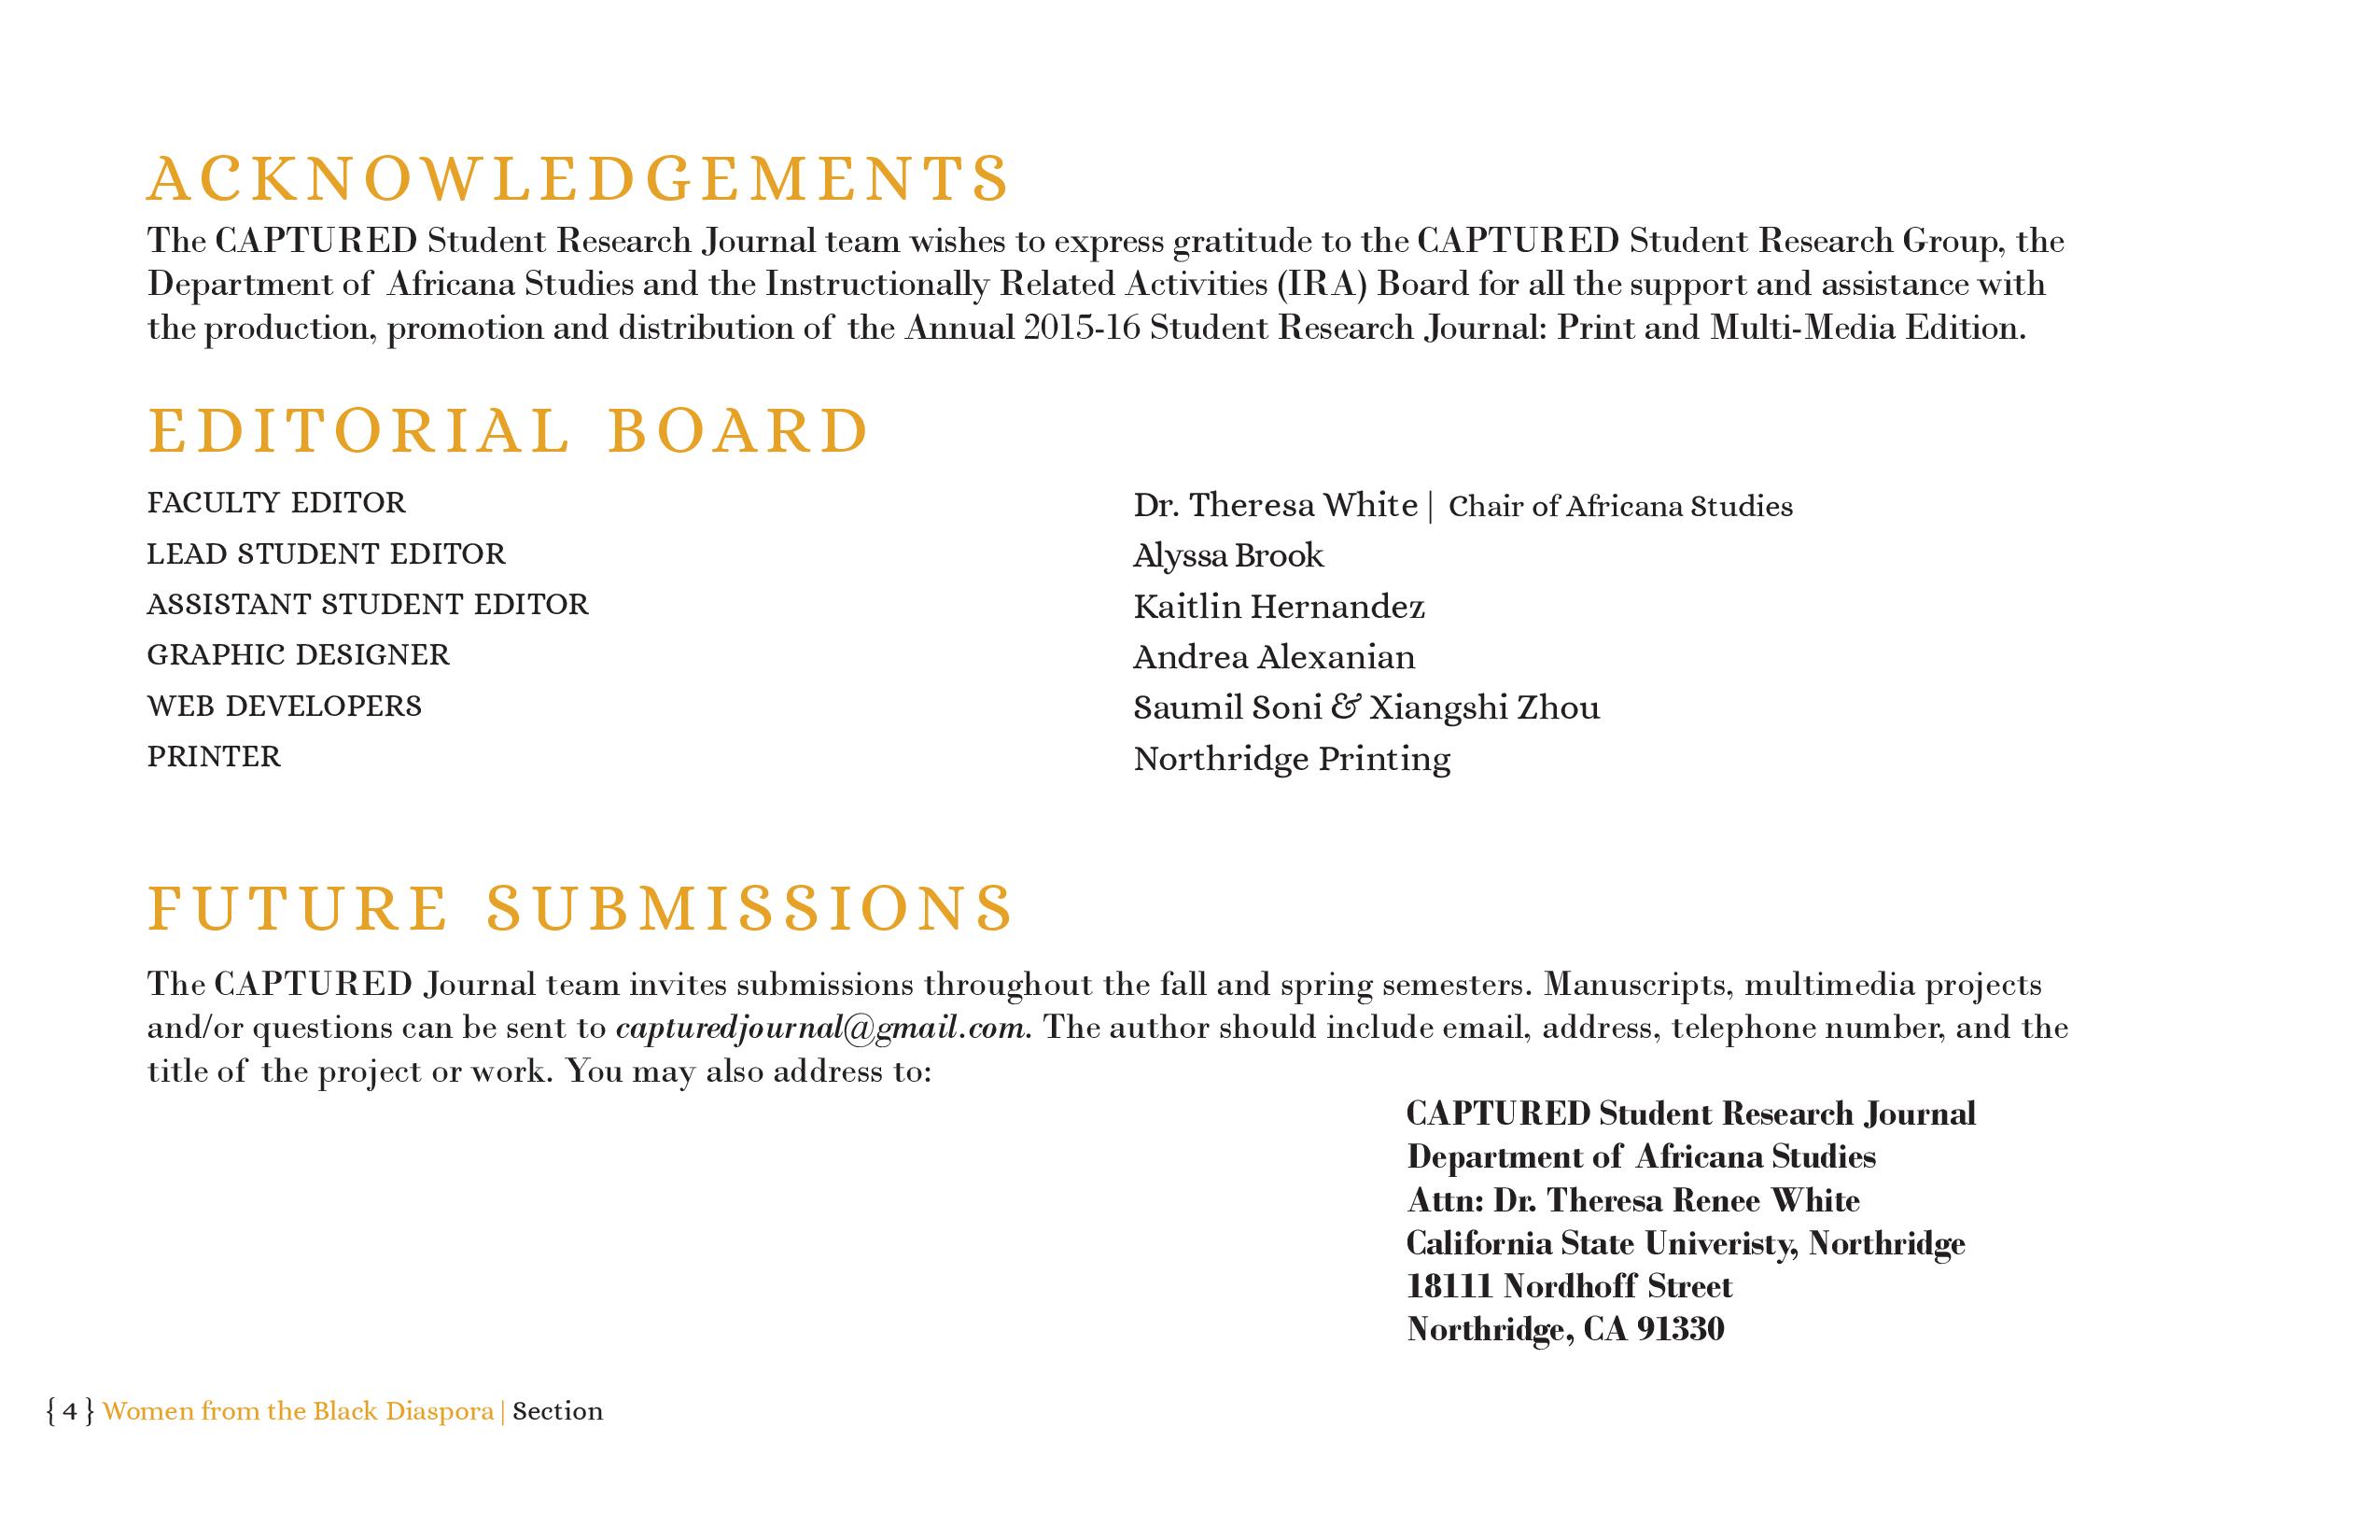 ACKNOWLEDGEMENTS
The CAPTURED Student Research Journal team wishes to express gratitude to the CAPTURED Student Research Group, the
Department of Africana Studies and the Instructionally Related Activities (IRA) Board for all the support and assistance with
the production, promotion and distribution of the Annual 2015-16 Student Research Journal: Print and Multi-Media Edition.
EDITORIAL BOARD
FACULTY EDITOR Dr. Theresa White | Chair of Africana Studies
LEAD STUDENT EDITOR Alyssa Brook
ASSISTANT STUDENT EDITOR Kaitlin Hernandez
GRAPHIC DESIGNER Andrea Alexanian
WEB DEVELOPERS Saumil Soni & Xiangshi Zhou
PRINTER Northridge Printing
FUTURE SUBMISSIONS
The CAPTURED Journal team invites submissions throughout the fall and spring semesters. Manuscripts, multimedia projects
and/or questions can be sent to capturedjournal@gmail.com. The author should include email, address, telephone number, and the
title of the project or work. You may also address to:
CAPTURED Student Research Journal
Department of Africana Studies
Attn: Dr. Theresa Renee White
California State Univeristy, Northridge
18111 Nordhoff Street
Northridge, CA 91330
{ 4 } Women from the Black Diaspora | Section